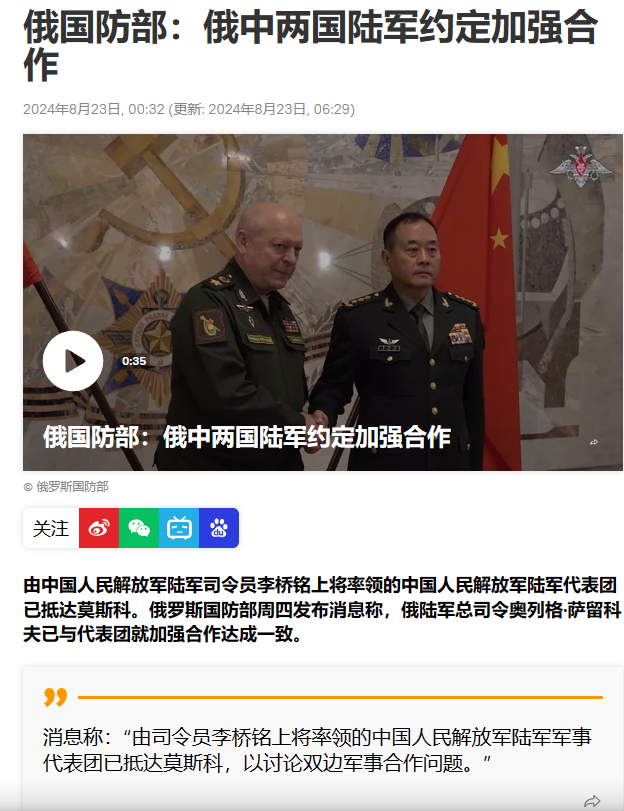 俄国防部：俄中两国陆军约定加强合
作
2024年8月23日, 00:32 (更新: 2024年8月23日, 06:29)
0:35
俄国防部：俄中两国陆军约定加强合作
© 俄罗斯国防部
关注
du
由中国人民解放军陆军司令员李桥铭上将率领的中国人民解放军陆军代表团
已抵达莫斯科。俄罗斯国防部周四发布消息称，俄陆军总司令奥列格·萨留科
夫已与代表团就加强合作达成一致。
消息称：“由司令员李桥铭上将率领的中国人民解放军陆军军事
代表团已抵达莫斯科，以讨论双边军事合作问题。”